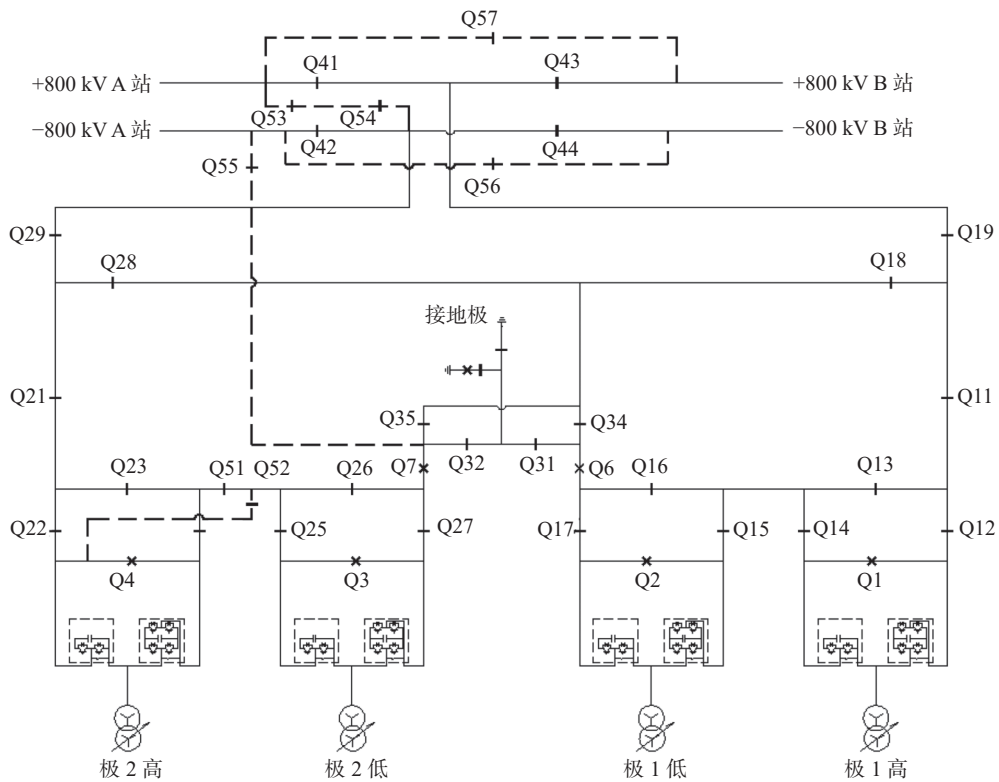 Q57
Q41 Q43
+800 kV A 站 +800 kV B 站
Q53 Q54
−800 kV A 站 −800 kV B 站
Q42 Q44
Q55 Q56
Q29 Q19
Q28 Q18
接地极
Q21 Q11
Q35 Q34
Q23 Q51 Q52 Q26 Q7 Q32 Q31 Q6 Q16 Q13
Q22 Q25 Q27 Q17 Q15 Q14 Q12
Q4 Q3 Q2 Q1
极 2 高 极 2 低 极 1 低 极 1 高